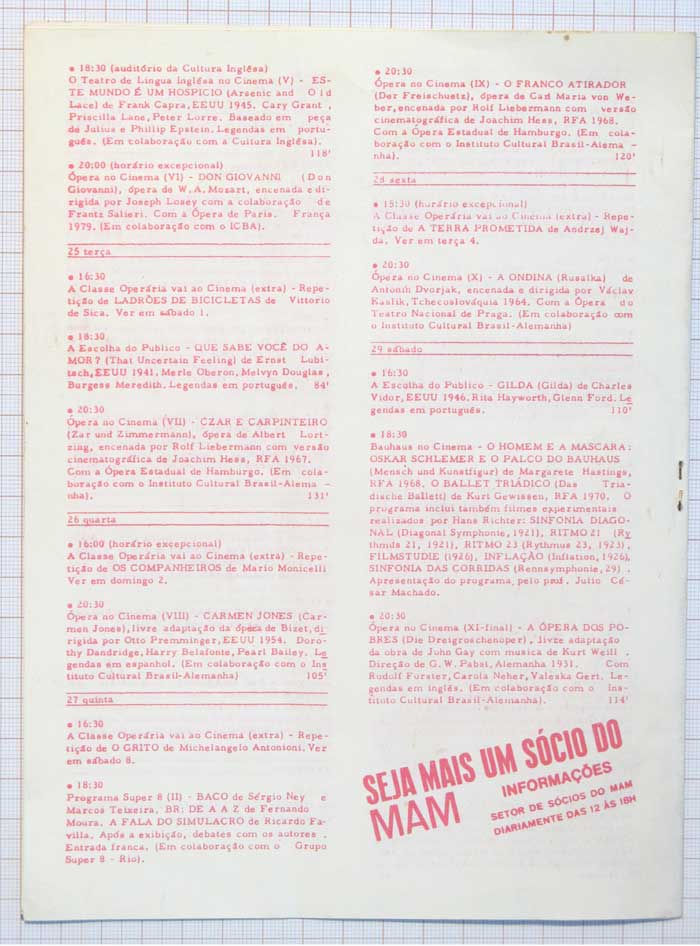 • 18:30 (auditório da Cultura Inglêsa)
O Teatro de Lingua Inglêsa no Cinema (V) - ES-
TE MUNDO É UM HOSPICIO (Arsenic and Old
Lace) de Frank Capra, EEUU 1945. Cary Grant,
Priscilla Lane, Peter Lorre. Baseado em peça
de Julius e Phillip Epstein. Legendas em portu-
guês. (Em colaboração com a Cultura Inglêsa).
118'
• 20:00 (horário excepcional)
Ópera no Cinema (VI) - DON GIOVANNI (Don
Giovanni), ópera de W.A. Mozart, encenada e di-
rigida por Joseph Losey com a colaboração de
Frantz Salieri. Com a Ópera de Paris. França
1979. (Em colaboração com o ICBA).
25 terça
• 16:30
A Classe Operária vai ao Cinema (extra) - Repe-
tição de LADRÕES DE BICICLETAS de Vittorio
de Sica. Ver em sábado 1.
• 18:30
A Escolha do Publico - QUE SABE VOCÊ DO A-
MOR? (That Uncertain Feeling) de Ernst Lubi-
tsch, EEUU 1941. Merle Oberon, Melvyn Douglas,
Burgess Meredith. Legendas em português. 84'
• 20:30
Ópera no Cinema (VII) - CZAR E CARPINTEIRO
(Zar und Zimmermann), ópera de Albert Lort-
zing, encenada por Rolf Liebermann com versão
cinematográfica de Joachim Hess, RFA 1967.
Com a Ópera Estadual de Hamburgo. (Em cola-
boração com o Instituto Cultural Brasil-Alema -
nha). 131'
26 quarta
• 16:00 (horário excepcional)
A Classe Operária vai ao Cinema (extra) - Repe-
tição de OS COMPANHEIROS de Mario Monicelli
Ver em domingo 2.
• 20:30
Ópera no Cinema (VIII) - CARMEN JONES (Car-
men Jones), livre adaptação da ópera de Bizet, di-
rigida por Otto Premminger, EEUU 1954. Doro-
thy Dandridge, Harry Belafonte, Pearl Bailey. Le
gendas em espanhol. (Em colaboração com o Ins
tituto Cultural Brasil-Alemanha) 105'
27 quinta
• 16:30
A Classe Operária vai ao Cinema (extra) - Repe-
tição de O GRITO de Michelangelo Antonioni. Ver
em sábado 8.
• 18:30
Programa Super 8 (II) - BACO de Sérgio Ney e
Marcos Teixeira, BR; DE A A Z de Fernando
Moura. A FALA DO SIMULACRO de Ricardo Fa-
villa. Após a exibição, debates com os autores.
Entrada franca. (Em colaboração com o Grupo
Super 8 - Rio).
• 20:30
Ópera no Cinema (IX) - O FRANCO ATIRADOR
(Der Freischuetz), ópera de Carl Maria von We-
ber, encenada por Rolf Liebermann com versão
cinematográfica de Joachim Hess, RFA 1968.
Com a Ópera Estadual de Hamburgo. (Em cola-
boração com o Instituto Cultural Brasil-Alema -
nha). 120'
28 sexta
• 18:30 (horário excepcional)
A Classe Operária vai ao Cinema (extra) - Repe-
tição de A TERRA PROMETIDA de Andrzej Waj-
da. Ver em terça 4.
• 20:30
Ópera no Cinema (X) - A ONDINA (Rusalka) de
Antonin Dvorjak, encenada e dirigida por Václav
Kaslik, Tchecoslováquia 1964. Com a Ópera do
Teatro Nacional de Praga. (Em colaboração com
o Instituto Cultural Brasil-Alemanha)
29 sábado
• 16:30
A Escolha do Publico - GILDA (Gilda) de Charles
Vidor, EEUU 1946. Rita Hayworth, Glenn Ford. Le
gendas em português. 110'
• 18:30
Bauhaus no Cinema - O HOMEM E A MASCARA:
OSKAR SCHLEMER E O PALCO DO BAUHAUS
(Mensch und Kunstfigur) de Margarete Hastings,
RFA 1968. O BALLET TRIÁDICO (Das Tria-
dische Ballett) de Kurt Gewissen, RFA 1970. O
programa inclui também filmes experimentais
realizados por Hans Richter: SINFONIA DIAGO-
NAL (Diagonal Symphonie, 1921), RITMO 21 (Ry
thmus 21, 1921), RITMO 23 (Rythmus 23, 1923),
FILMSTUDIE (1926), INFLAÇÃO (Inflation, 1926),
SINFONIA DAS CORRIDAS (Rennsymphonie, 29).
Apresentação do programa, pelo prof. Julio Cé-
sar Machado.
• 20:30
Ópera no Cinema (XI-final) - A ÓPERA DOS PO-
BRES (Die Dreigroschenoper), livre adaptação
da obra de John Gay com musica de Kurt Weill.
Direção de G.W. Pabst, Alemanha 1931. Com
Rudolf Furster, Carola Neher, Valeska Gert. Le-
gendas em inglês. (Em colaboração com o Ins-
tituto Cultural Brasil-Alemanha). 114'
SEJA MAIS UM SÓCIO DO
MAM
INFORMAÇÕES
SETOR DE SÓCIOS DO MAM
DIARIAMENTE DAS 12 ÀS 18H